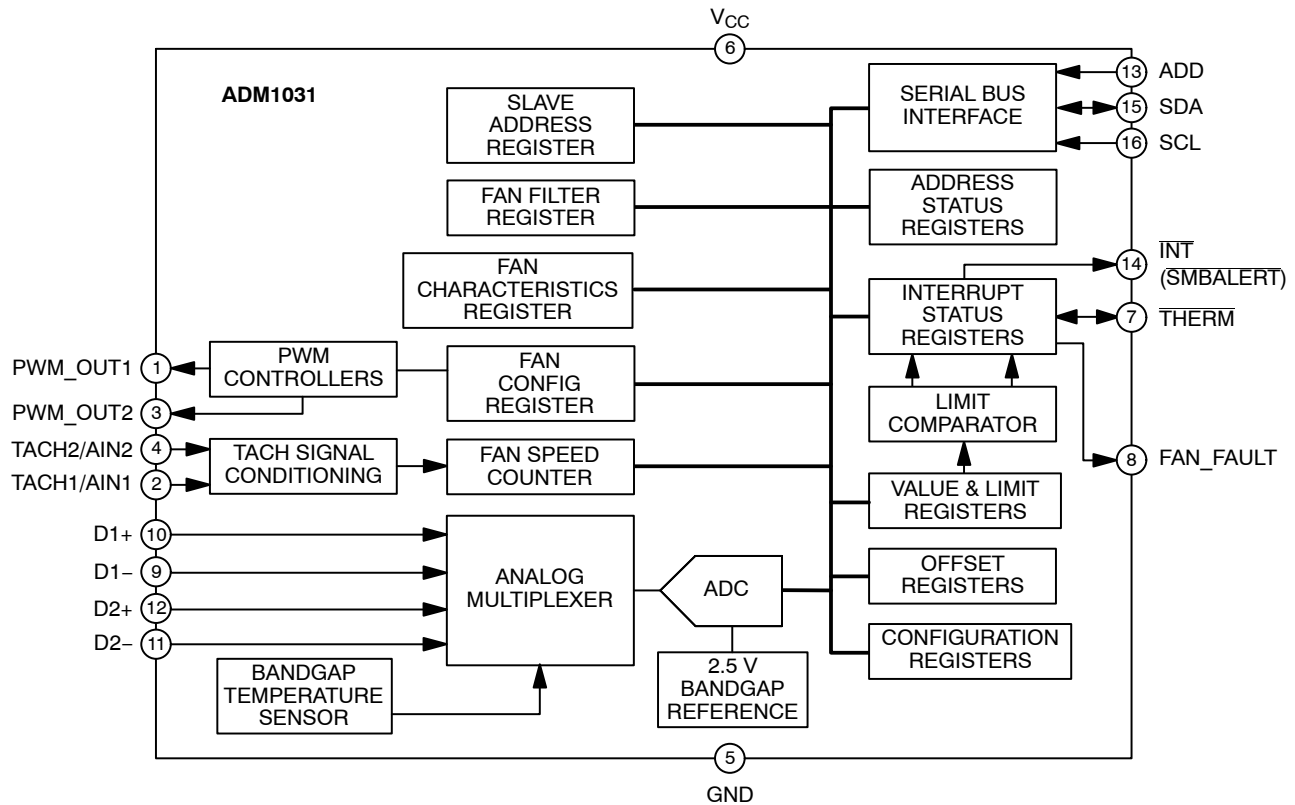 VCC
6
ADM1031
SLAVE
ADDRESS
REGISTER
SERIAL BUS
INTERFACE
13 ADD
15 SDA
16 SCL
FAN FILTER
REGISTER
ADDRESS
STATUS
REGISTERS
FAN
CHARACTERISTICS
REGISTER
INTERRUPT
STATUS
REGISTERS
14 INT
(SMBALERT)
7 THERM
PWM_OUT1 1
PWM_OUT2 3
PWM
CONTROLLERS
FAN
CONFIG
REGISTER
LIMIT
COMPARATOR
TACH2/AIN2 4
TACH1/AIN1 2
TACH SIGNAL
CONDITIONING
FAN SPEED
COUNTER
8 FAN_FAULT
VALUE & LIMIT
REGISTERS
D1+ 10
D1− 9
D2+ 12
D2− 11
ANALOG
MULTIPLEXER
ADC
OFFSET
REGISTERS
CONFIGURATION
REGISTERS
BANDGAP
TEMPERATURE
SENSOR
2.5 V
BANDGAP
REFERENCE
5
GND